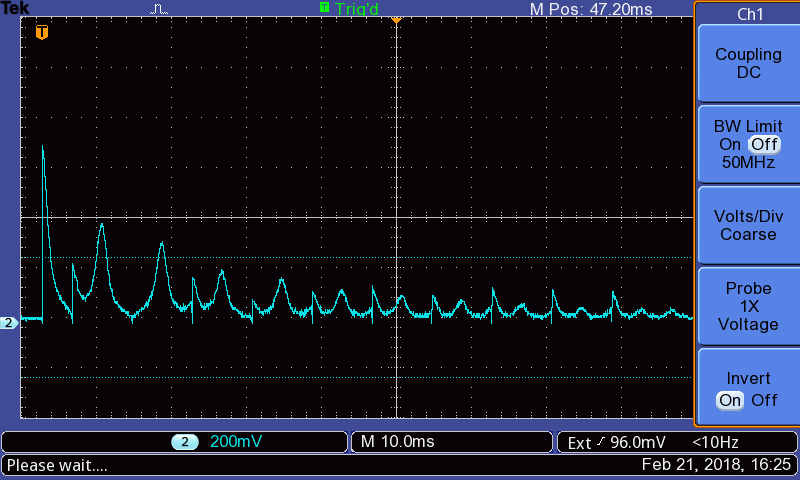 Tek
T Trig'd
M Pos: 47.20ms
Ch1
T
Coupling
DC
BW Limit
On Off
50MHz
Volts/Div
Coarse
Probe
1X
Voltage
Invert
On Off
2
2 200mV
M 10.0ms
Ext 96.0mV <10Hz
Please wait....
Feb 21, 2018, 16:25